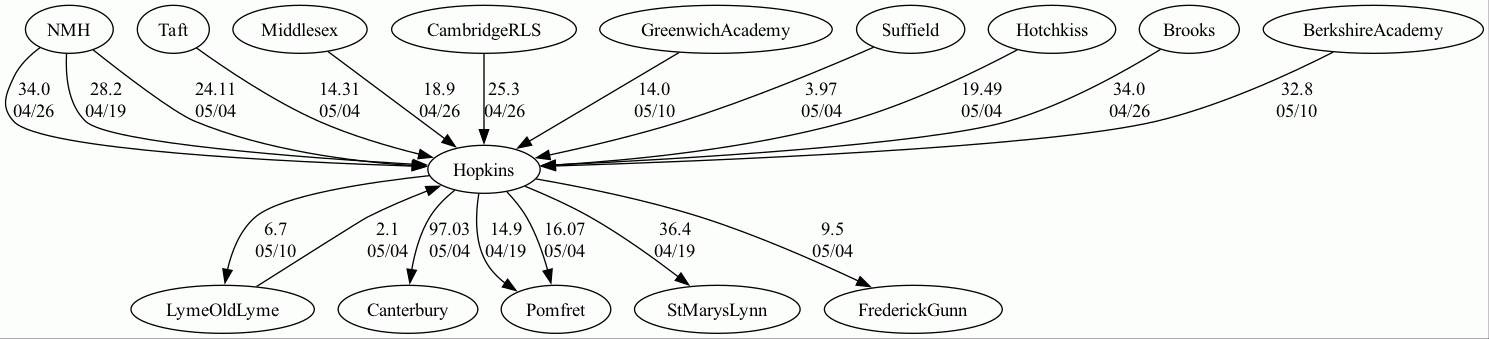 NMH
Taft
Middlesex
CambridgeRLS
GreenwichAcademy
Suffield
Hotchkiss
Brooks
BerkshireAcademy
34.0
04/26
28.2
04/19
24.11
05/04
14.31
05/04
18.9
04/26
25.3
04/26
14.0
05/10
3.97
05/04
19.49
05/04
34.0
04/26
32.8
05/10
Hopkins
6.7
05/10
2.1
05/04
97.03
05/04
14.9
04/19
16.07
05/04
36.4
04/19
9.5
05/04
LymeOldLyme
Canterbury
Pomfret
StMarysLynn
FrederickGunn